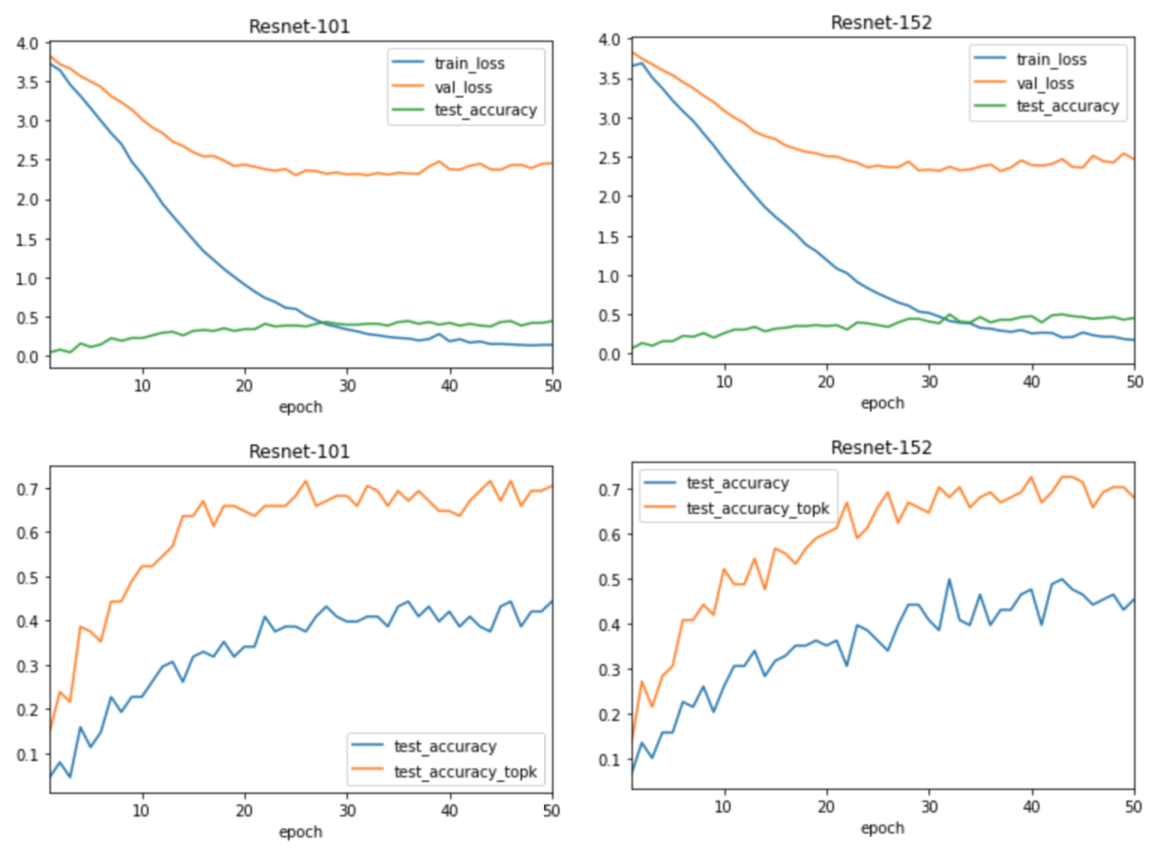 Resnet-101
4.0
3.5
3.0
2.5
2.0
1.5
1.0
0.5
0.0
train_loss
val_loss
test_accuracy
10 20 30 40 50
epoch
Resnet-152
4.0
3.5
3.0
2.5
2.0
1.5
1.0
0.5
0.0
train_loss
val_loss
test_accuracy
10 20 30 40 50
epoch
Resnet-101
0.7
0.6
0.5
0.4
0.3
0.2
0.1
test_accuracy
test_accuracy_topk
10 20 30 40 50
epoch
Resnet-152
0.7
0.6
0.5
0.4
0.3
0.2
0.1
test_accuracy
test_accuracy_topk
10 20 30 40 50
epoch